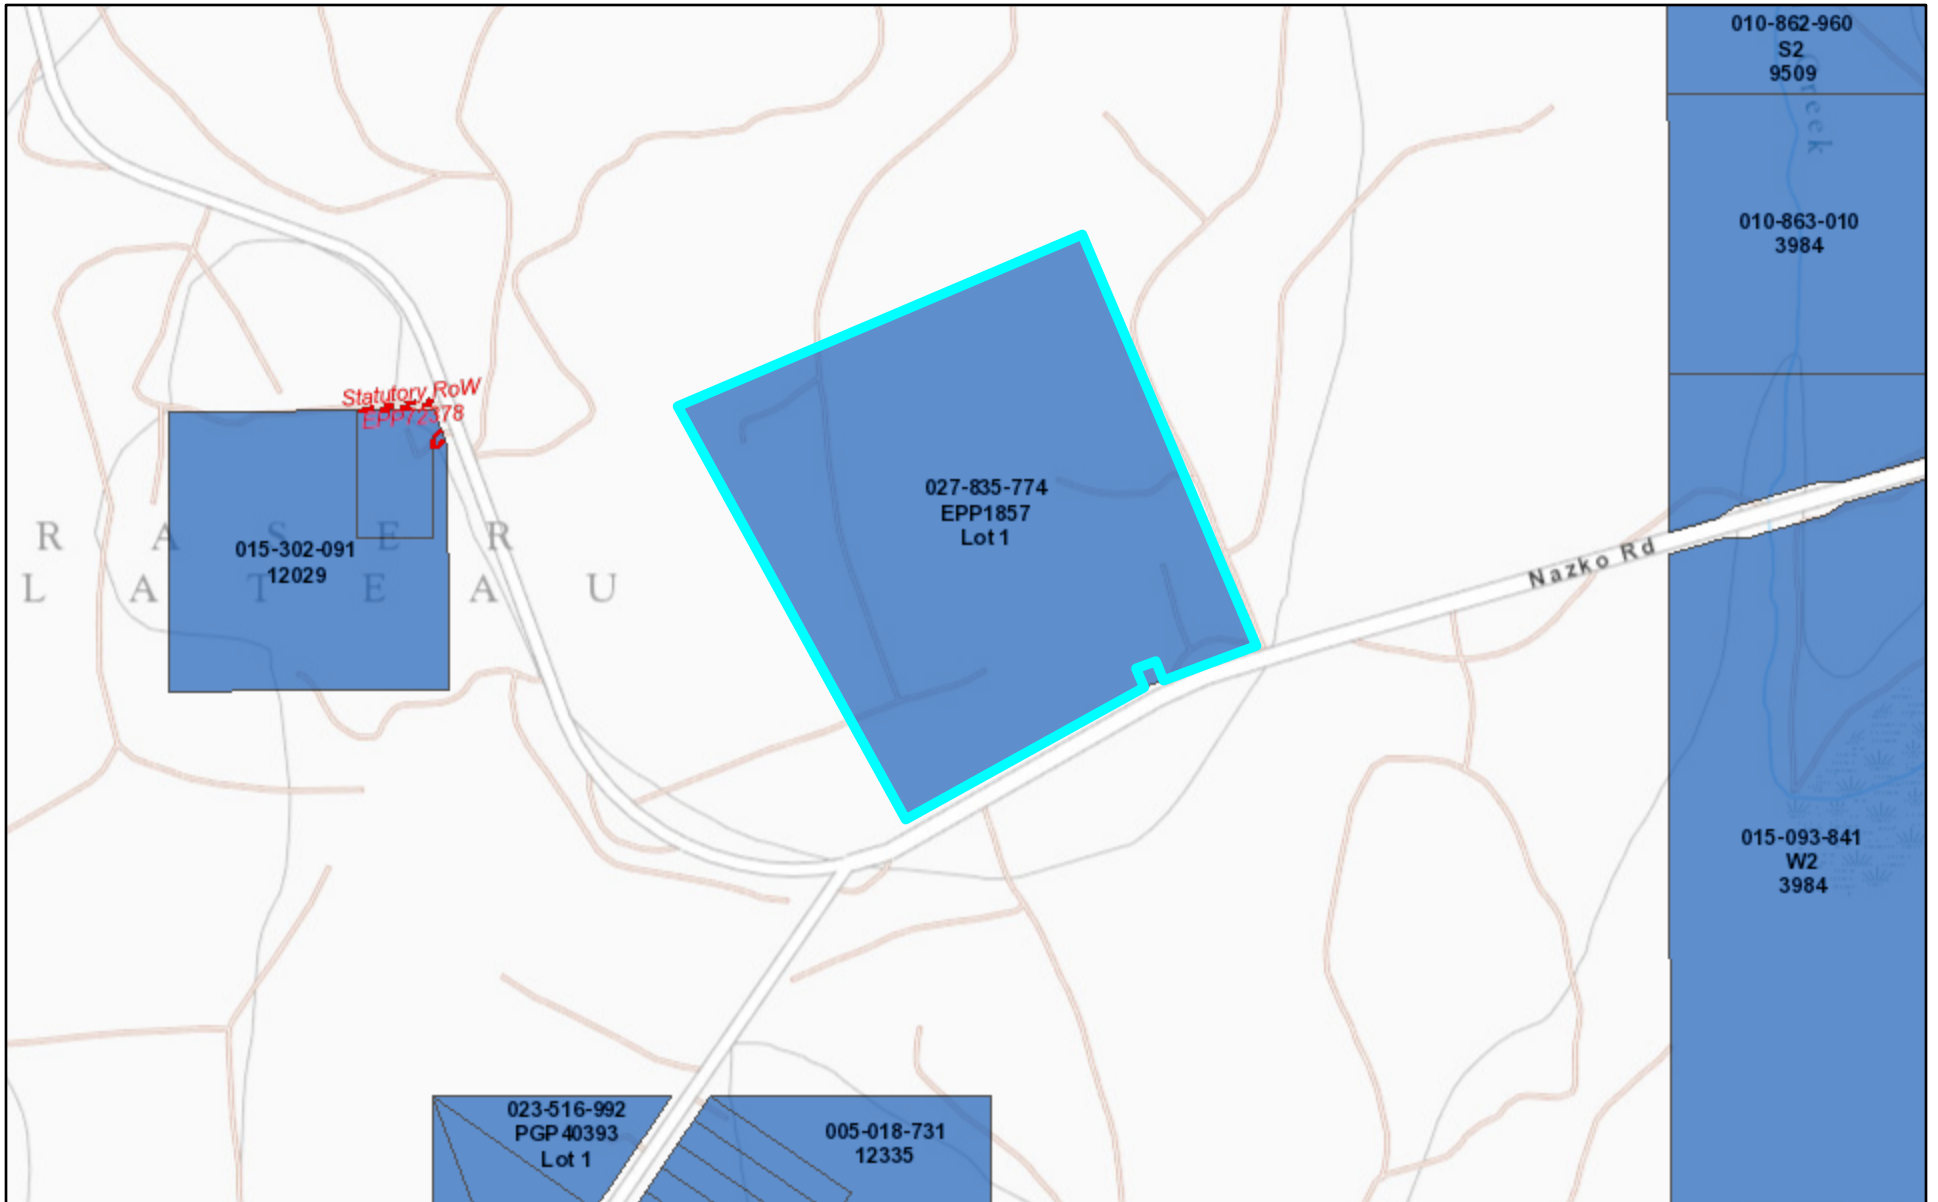 010-862-960
S2
9509
Creek
010-863-010
3984
Statutory RoW
EPP72378
027-835-774
EPP1857
Lot 1
R A S E R
L A T E A U
015-302-091
12029
Nazko Rd
015-093-841
W2
3984
023-516-992
PGP40393
Lot 1
005-018-731
12335